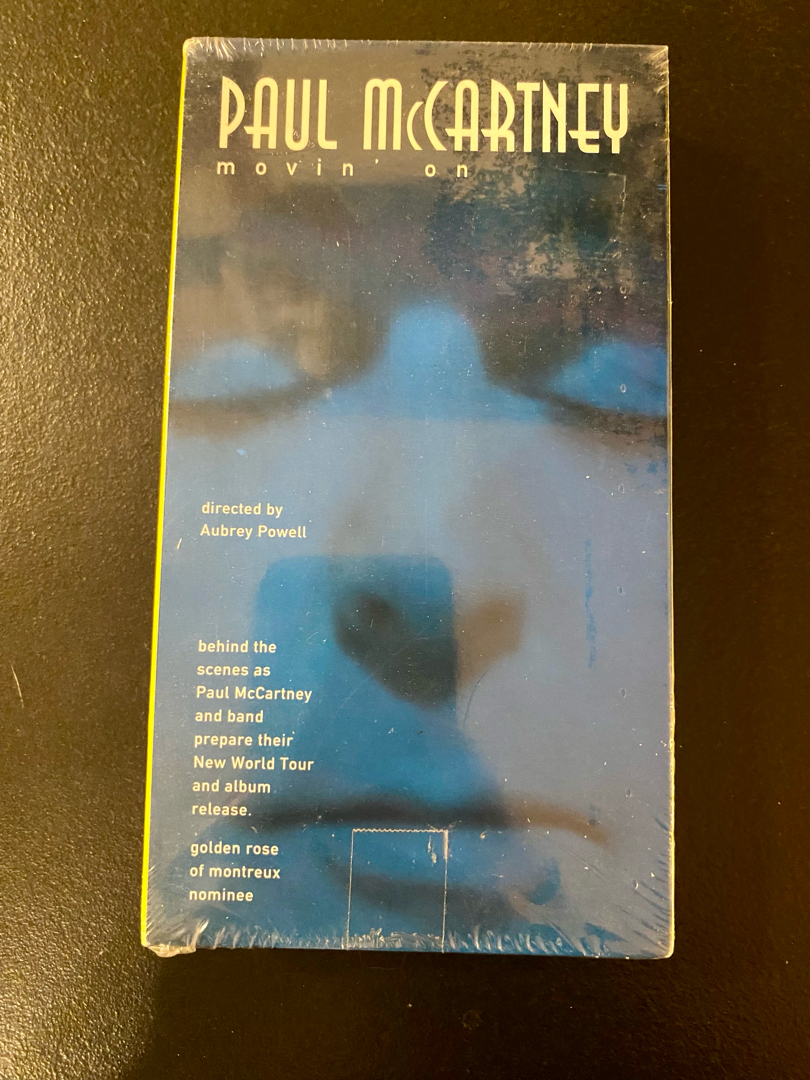 PAUL McCARTNEY
movin' on
directed by
Aubrey Powell
behind the
scenes as
Paul McCartney
and band
prepare their
New World Tour
and album
release.
golden rose
of montreux
nominee